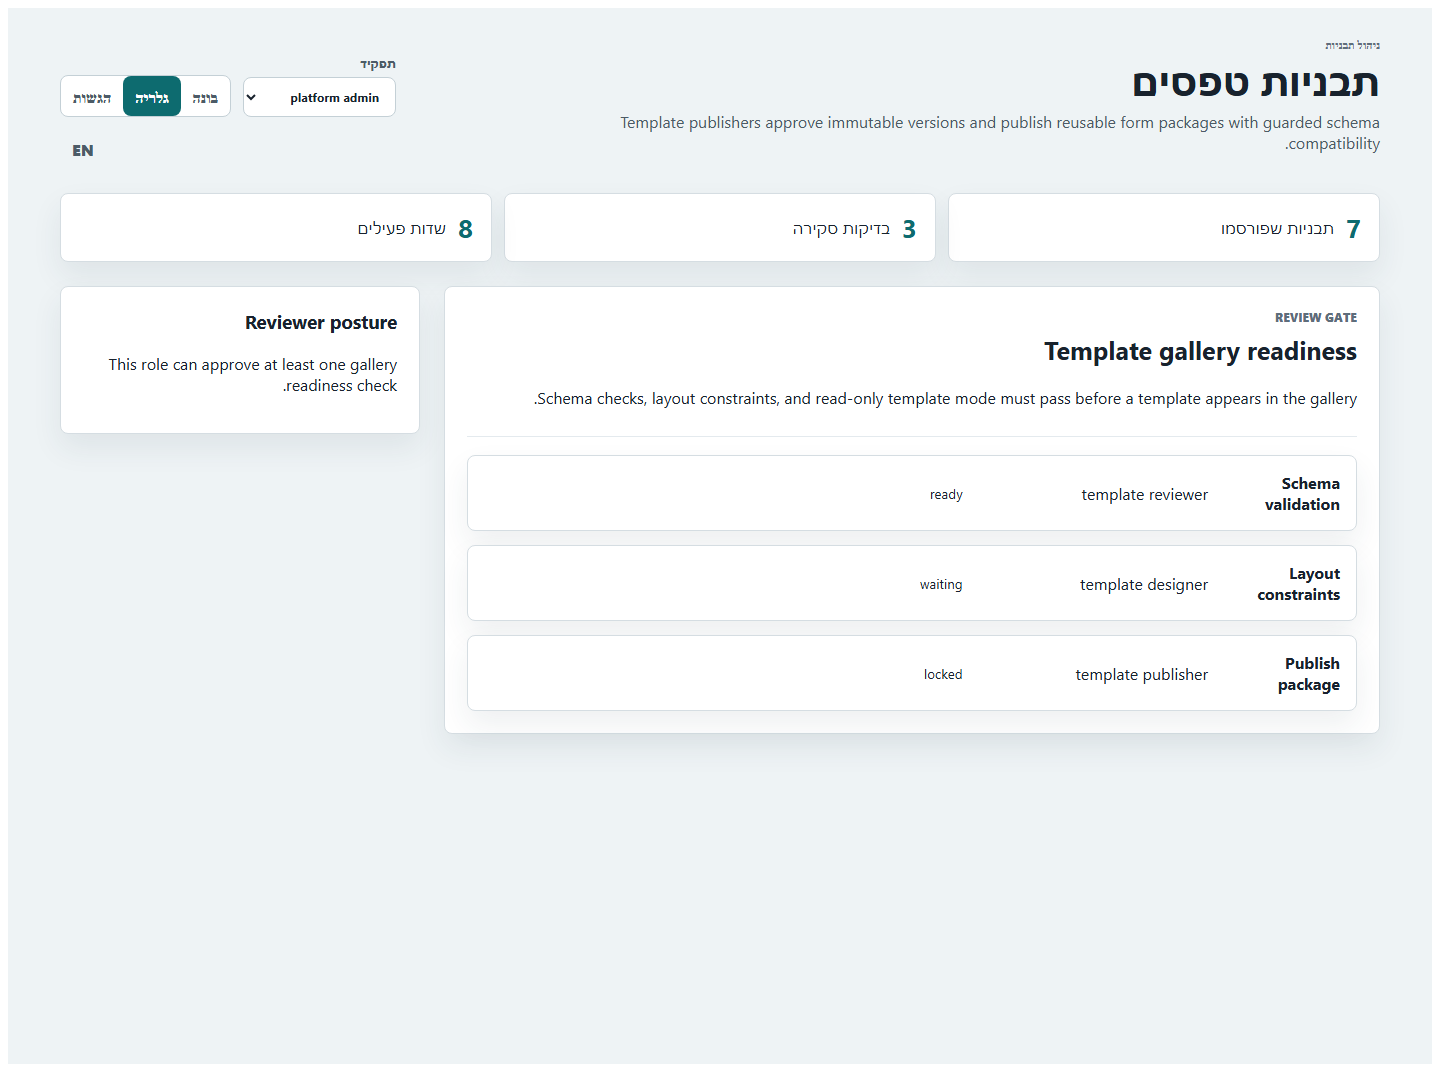 ניהול תבניות
תבניות טפסים
Template publishers approve immutable versions and publish reusable form packages with guarded schema
compatibility.
תפקיד
platform admin
בונה
גלריה
הגשות
EN
7 תבניות שפורסמו
3 בדיקות סקירה
8 שדות פעילים
REVIEW GATE
Template gallery readiness
Schema checks, layout constraints, and read-only template mode must pass before a template appears in the gallery.
Schema
validation
template reviewer
ready
Layout
constraints
template designer
waiting
Publish
package
template publisher
locked
Reviewer posture
This role can approve at least one gallery
readiness check.